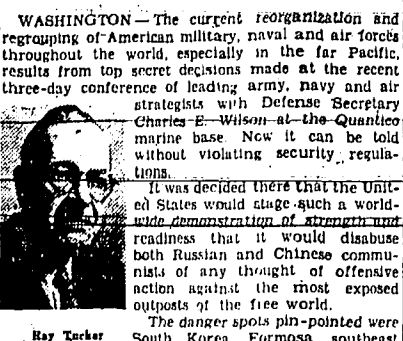 WASHINGTON—The current reorganization and
regrouping of American military, naval and air forces
throughout the world, especially in the far Pacific,
results from top secret decisions made at the recent
three-day conference of leading army, navy and air
strategists with Defense Secretary
Charles E. Wilson at the Quantico
marine base. Now it can be told
without violating security regula-
tions.
It was decided there that the Unit-
ed States would stage such a world-
wide demonstration of strength and
readiness that it would disabuse
both Russian and Chinese commu-
nists of any thought of offensive
action against the most exposed
outposts of the free world.
The danger spots pin-pointed were
South Korea, Formosa, southeast
Ray Tucker